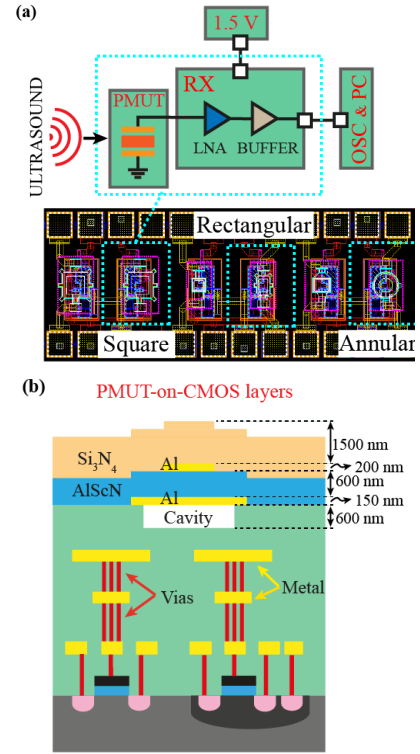 (a)
1.5 V
RX
PMUT
ULTRASOUND
LNA
BUFFER
OSC & PC
Rectangular
Square
Annular
(b)
PMUT-on-CMOS layers
Si₃N₄
Al
AlScN
Al
Cavity
1500 nm
200 nm
600 nm
150 nm
600 nm
Vias
Metal